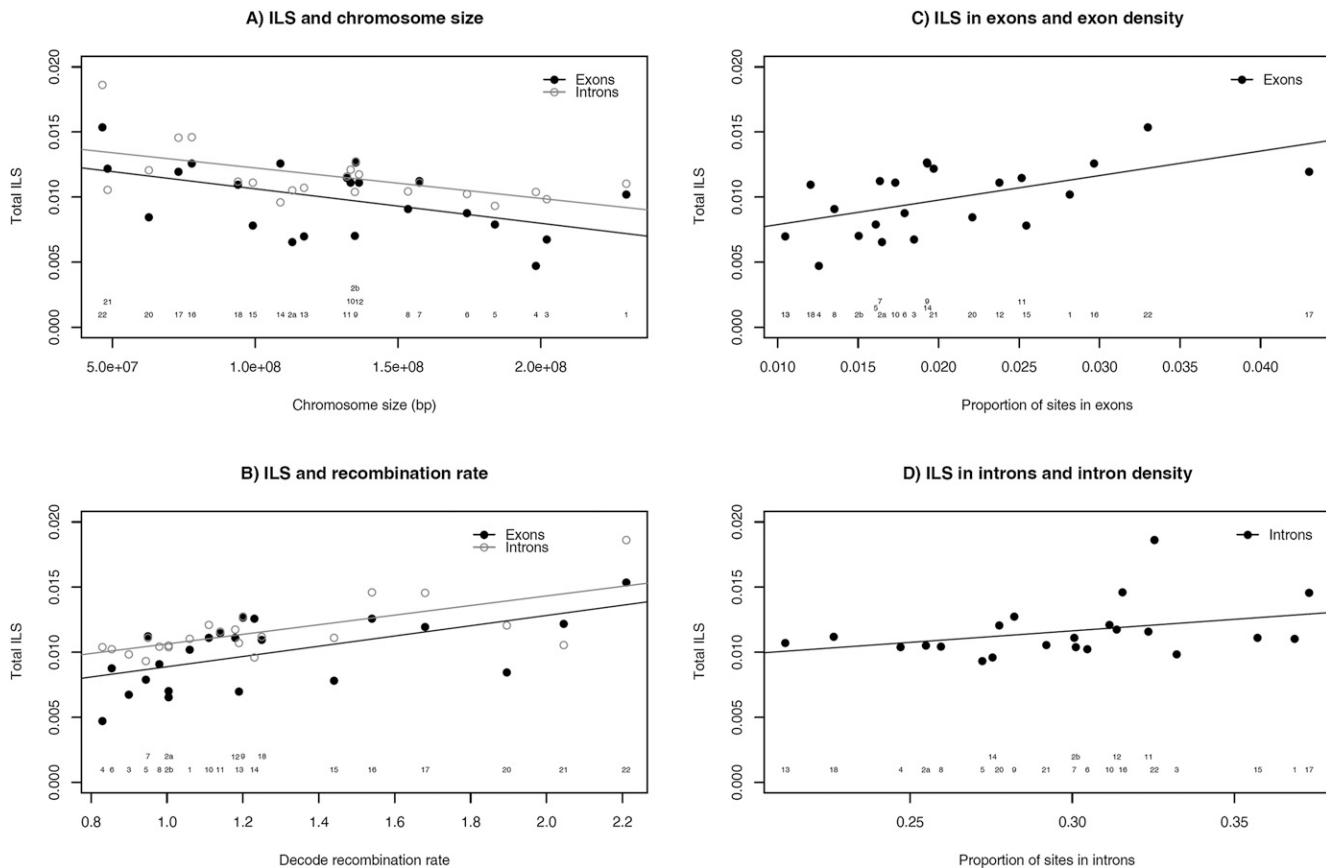 A) ILS and chromosome size
Total ILS
0.000 0.005 0.010 0.015 0.020
Exons
Introns
2b
21 10 12
22 20 17 16 18 15 14 2a 13 11 9 8 7 6 5 4 3 1
5.0e+07 1.0e+08 1.5e+08 2.0e+08
Chromosome size (bp)
C) ILS in exons and exon density
Total ILS
0.000 0.005 0.010 0.015 0.020
Exons
7 9 11
5 14
13 18 4 8 2b 2a 10 6 3 21 20 12 15 1 16 22 17
0.010 0.015 0.020 0.025 0.030 0.035 0.040
Proportion of sites in exons
B) ILS and recombination rate
Total ILS
0.000 0.005 0.010 0.015 0.020
Exons
Introns
7 2a 12 9 18
4 6 3 5 8 2b 1 10 11 13 14 15 16 17 20 21 22
0.8 1.0 1.2 1.4 1.6 1.8 2.0 2.2
Decode recombination rate
D) ILS in introns and intron density
Total ILS
0.000 0.005 0.010 0.015 0.020
Introns
14 2b 12 11
13 18 4 2a 8 5 20 9 21 7 6 10 16 22 3 15 1 17
0.25 0.30 0.35
Proportion of sites in introns